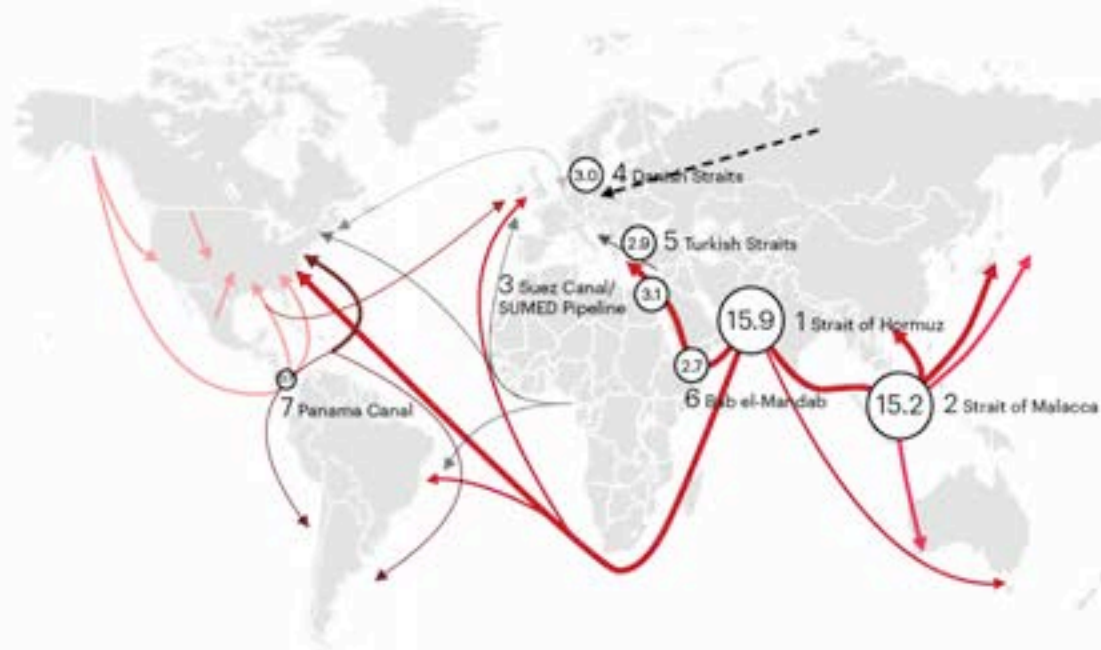 3.0
4 Danish Straits
2.9
5 Turkish Straits
3 Suez Canal/
SUMED Pipeline
3.1
15.9
1 Strait of Hormuz
2.7
6 Bab el-Mandab
15.2
2 Strait of Malacca
7 Panama Canal